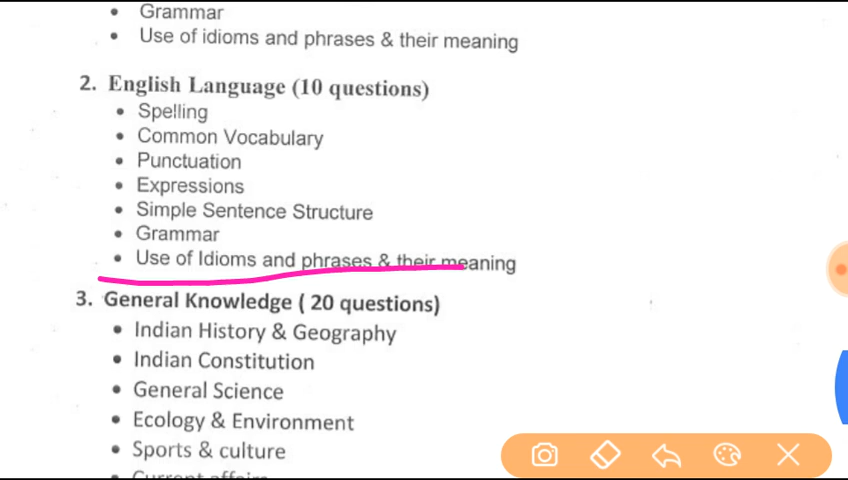 • Grammar
• Use of idioms and phrases & their meaning
2. English Language (10 questions)
• Spelling
• Common Vocabulary
• Punctuation
• Expressions
• Simple Sentence Structure
• Grammar
• Use of Idioms and phrases & their meaning
3. General Knowledge ( 20 questions)
• Indian History & Geography
• Indian Constitution
• General Science
• Ecology & Environment
• Sports & culture
• Current affairs